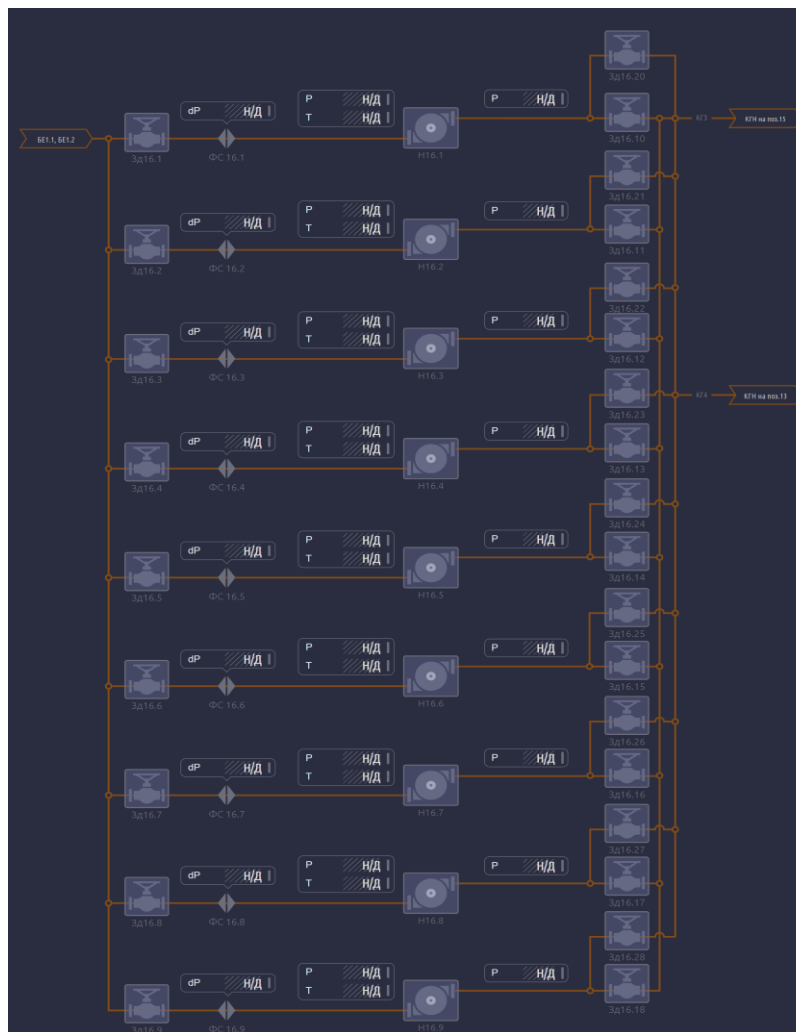 Зд16.20
P Н/Д
dP Н/Д
T Н/Д
P Н/Д
БЕ1.1, БЕ1.2
КГ3
КГН на поз.15
Зд16.1
ФС 16.1
Н16.1
Зд16.10
Зд16.21
P Н/Д
dP Н/Д
T Н/Д
P Н/Д
Зд16.2
ФС 16.2
Н16.2
Зд16.11
Зд16.22
P Н/Д
dP Н/Д
T Н/Д
P Н/Д
Зд16.3
ФС 16.3
Н16.3
Зд16.12
КГ4
КГН на поз.13
Зд16.23
P Н/Д
dP Н/Д
T Н/Д
P Н/Д
Зд16.4
ФС 16.4
Н16.4
Зд16.13
Зд16.24
P Н/Д
dP Н/Д
T Н/Д
P Н/Д
Зд16.5
ФС 16.5
Н16.5
Зд16.14
Зд16.25
P Н/Д
dP Н/Д
T Н/Д
P Н/Д
Зд16.6
ФС 16.6
Н16.6
Зд16.15
Зд16.26
P Н/Д
dP Н/Д
T Н/Д
P Н/Д
Зд16.7
ФС 16.7
Н16.7
Зд16.16
Зд16.27
P Н/Д
dP Н/Д
T Н/Д
P Н/Д
Зд16.8
ФС 16.8
Н16.8
Зд16.17
Зд16.28
P Н/Д
dP Н/Д
T Н/Д
P Н/Д
Зд16.9
ФС 16.9
Н16.9
Зд16.18